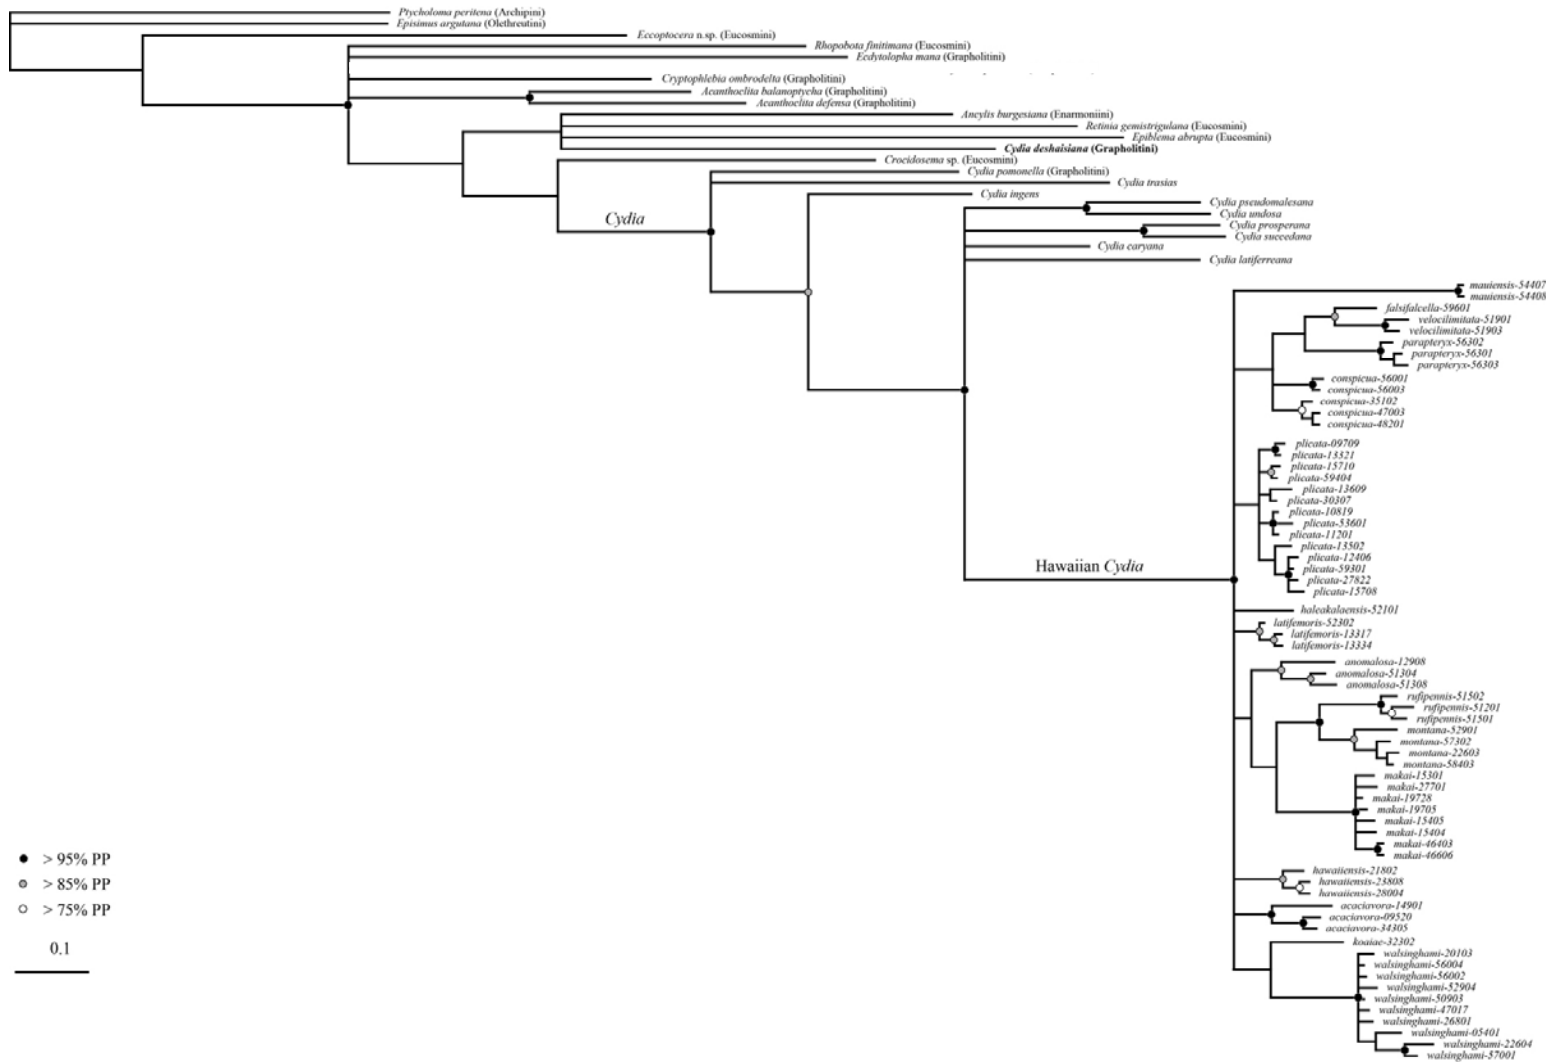 Ptycholoma peritena (Archipini)
Episimus argutana (Olethreutini)
Eccoptocera n.sp. (Eucosmini)
Rhopobota finitimana (Eucosmini)
Ecdytolopha mana (Grapholitini)
Cryptophlebia ombrodelta (Grapholitini)
Acanthoclita balanoptycha (Grapholitini)
Acanthoclita defensa (Grapholitini)
Ancylis burgesiana (Enarmoniini)
Retinia gemistrigulana (Eucosmini)
Epiblema abrupta (Eucosmini)
Cydia deshaisiana (Grapholitini)
Crocidosema sp. (Eucosmini)
Cydia pomonella (Grapholitini)
Cydia trasias
Cydia ingens
Cydia pseudomalesana
Cydia undosa
Cydia
Cydia prosperana
Cydia succedana
Cydia caryana
Cydia latiferreana
mauiensis-54407
mauiensis-54408
falsifalcella-59601
velocilimitata-51901
velocilimitata-51903
parapteryx-56302
parapteryx-56301
parapteryx-56303
conspicua-56001
conspicua-56003
conspicua-35102
conspicua-47003
conspicua-48201
plicata-09709
plicata-13321
plicata-15710
plicata-59404
plicata-13609
plicata-30307
plicata-10819
plicata-53601
plicata-11201
plicata-13502
plicata-12406
Hawaiian Cydia
plicata-59301
plicata-27822
plicata-15708
haleakalaensis-52101
latifemoris-52302
latifemoris-13317
latifemoris-13334
anomalosa-12908
anomalosa-51304
anomalosa-51308
rufipennis-51502
rufipennis-51201
rufipennis-51501
montana-52901
montana-57302
montana-22603
montana-58403
makai-15301
makai-27701
makai-19728
makai-19705
makai-15405
makai-15404
makai-46403
makai-46606
> 95% PP
> 85% PP
> 75% PP
0.1
hawaiiensis-21802
hawaiiensis-23808
hawaiiensis-28004
acaciavora-14901
acaciavora-09520
acaciavora-34305
koaiae-32302
walsinghami-20103
walsinghami-56004
walsinghami-56002
walsinghami-52904
walsinghami-50903
walsinghami-47017
walsinghami-26801
walsinghami-05401
walsinghami-22604
walsinghami-57001